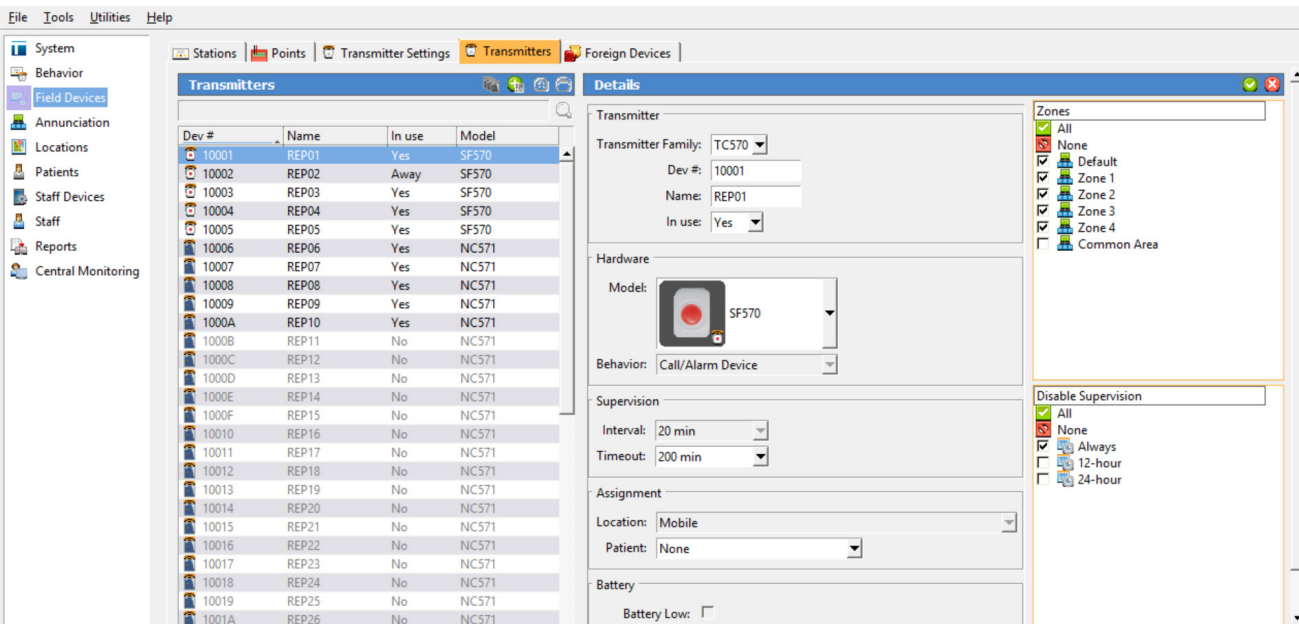 File Tools Utilities Help
System
Behavior
Field Devices
Annunciation
Locations
Patients
Staff Devices
Staff
Reports
Central Monitoring
Stations Points Transmitter Settings Transmitters Foreign Devices
Transmitters
Dev # Name In use Model
10001 REP01 Yes SF570
10002 REP02 Away SF570
10003 REP03 Yes SF570
10004 REP04 Yes SF570
10005 REP05 Yes SF570
10006 REP06 Yes NC571
10007 REP07 Yes NC571
10008 REP08 Yes NC571
10009 REP09 Yes NC571
1000A REP10 Yes NC571
1000B REP11 No NC571
1000C REP12 No NC571
1000D REP13 No NC571
1000E REP14 No NC571
1000F REP15 No NC571
10010 REP16 No NC571
10011 REP17 No NC571
10012 REP18 No NC571
10013 REP19 No NC571
10014 REP20 No NC571
10015 REP21 No NC571
10016 REP22 No NC571
10017 REP23 No NC571
10018 REP24 No NC571
10019 REP25 No NC571
1001A REP26 No NC571
Details
Transmitter
Transmitter Family: TC570
Dev #: 10001
Name: REP01
In use: Yes
Hardware
Model: SF570
Behavior: Call/Alarm Device
Supervision
Interval: 20 min
Timeout: 200 min
Assignment
Location: Mobile
Patient: None
Battery
Battery Low:
Zones
All
None
Default
Zone 1
Zone 2
Zone 3
Zone 4
Common Area
Disable Supervision
All
None
Always
12-hour
24-hour